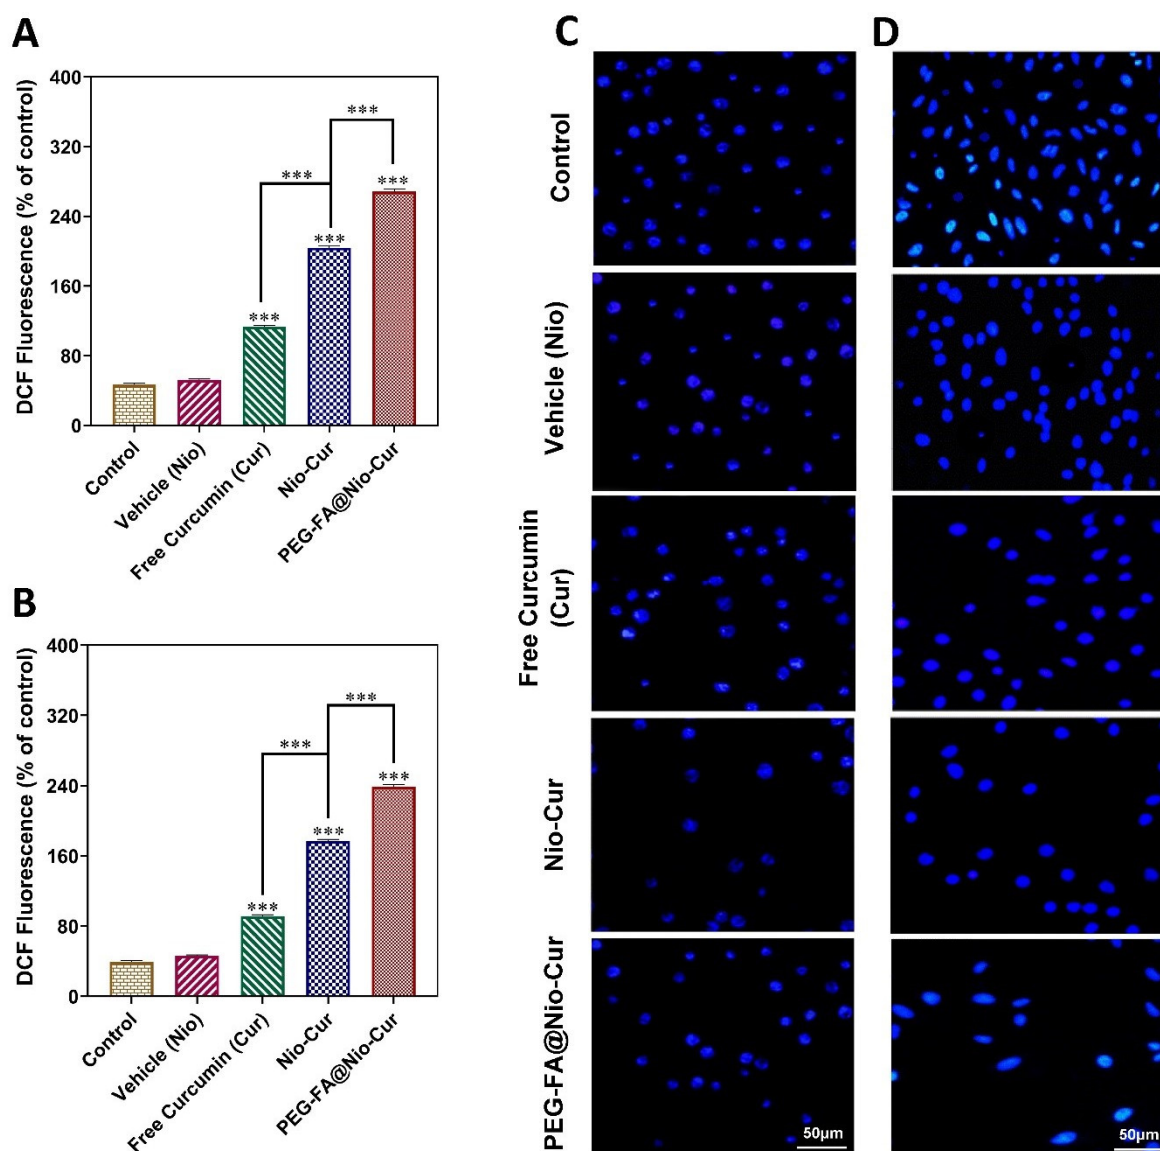 A
DCF Fluorescence (% of control)
400
320
240
160
80
0
***
***
***
***
***
Control
Vehicle (Nio)
Free Curcumin (Cur)
Nio-Cur
PEG-FA@Nio-Cur
B
DCF Fluorescence (% of control)
400
320
240
160
80
0
***
***
***
***
***
Control
Vehicle (Nio)
Free Curcumin (Cur)
Nio-Cur
PEG-FA@Nio-Cur
C
D
Control
Vehicle (Nio)
Free Curcumin
(Cur)
Nio-Cur
PEG-FA@Nio-Cur
50μm
50μm